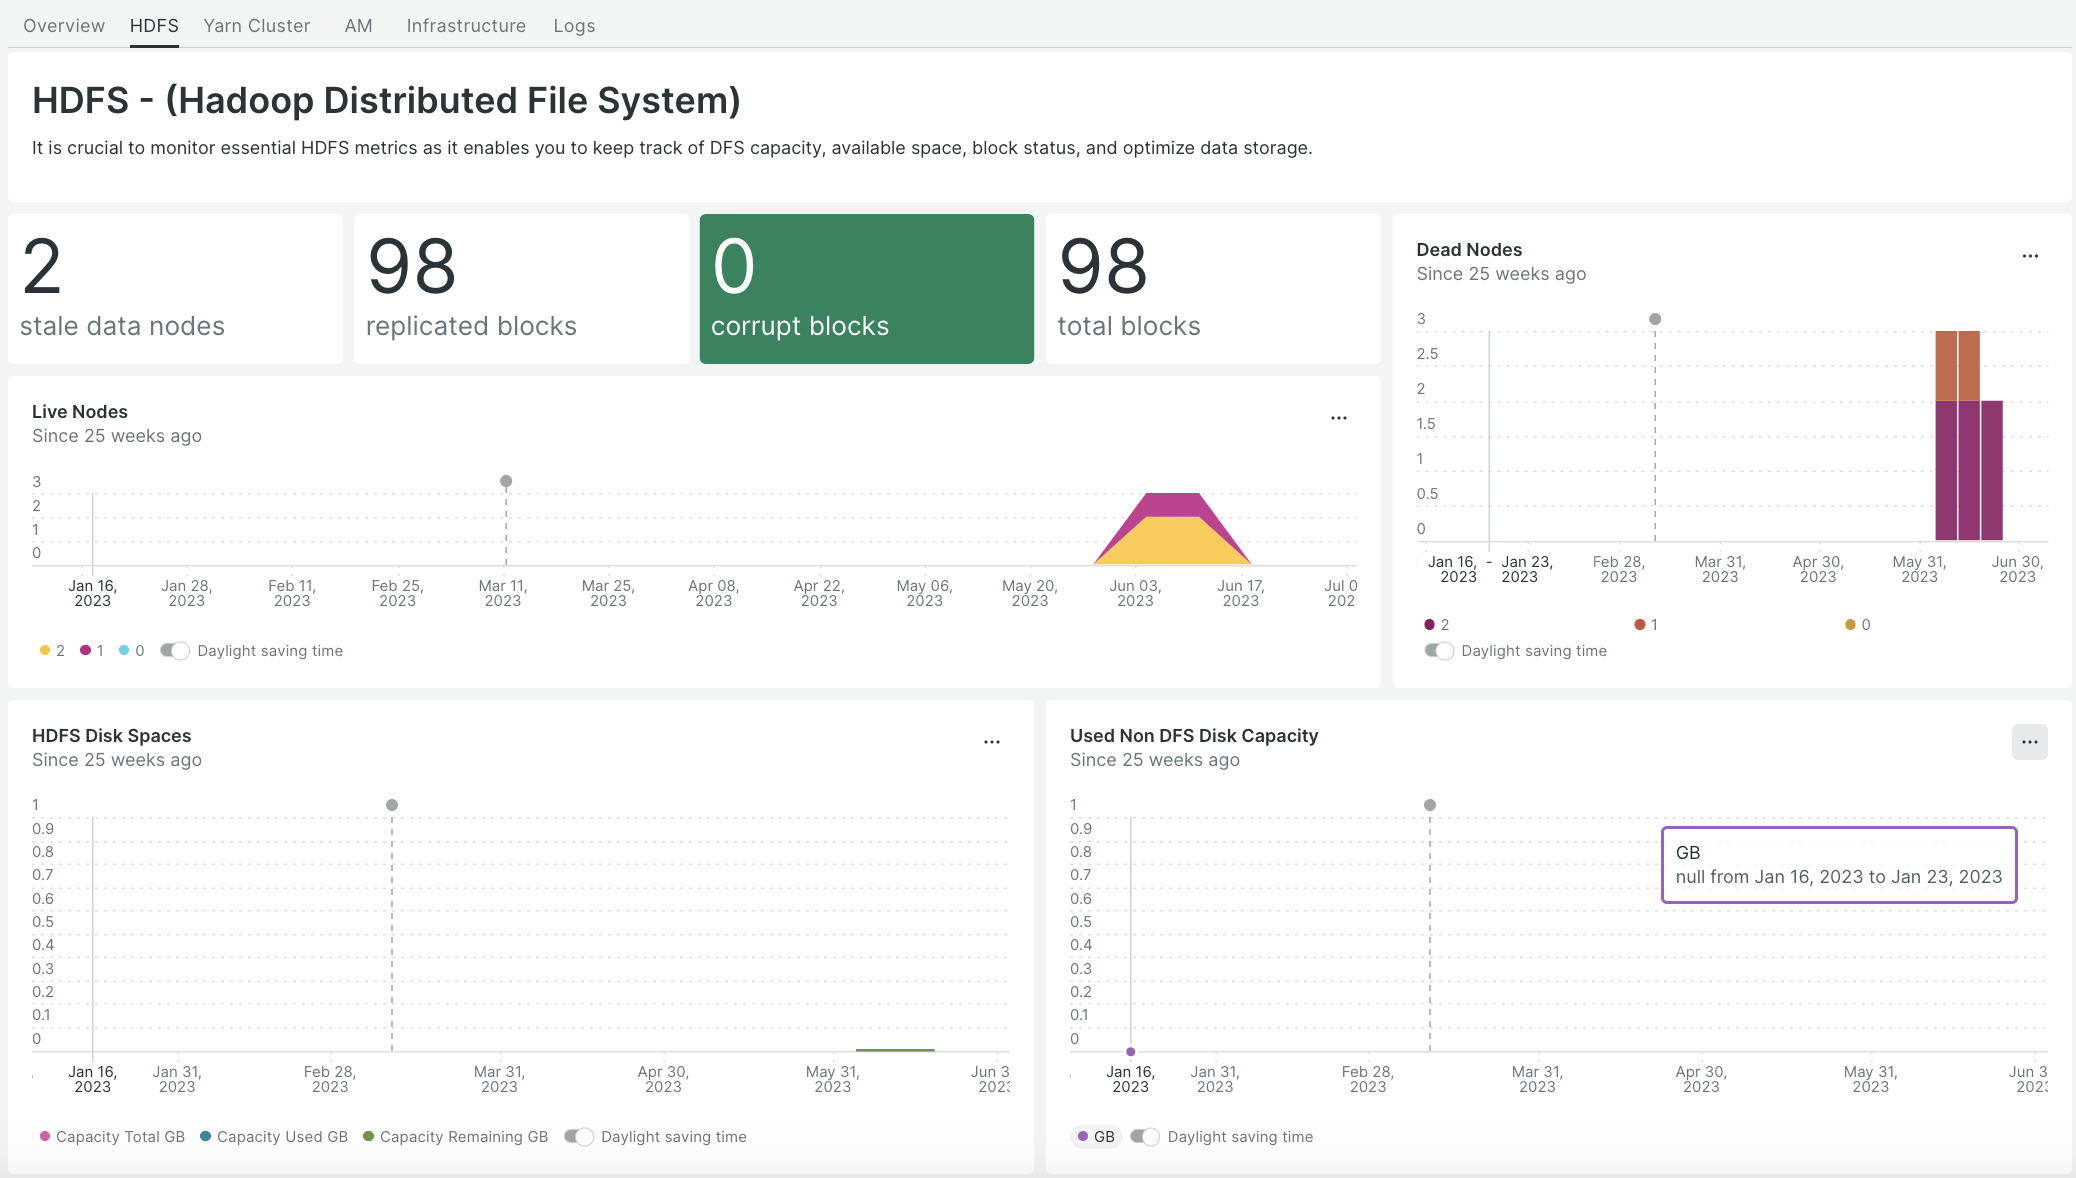 Overview HDFS Yarn Cluster AM Infrastructure Logs
HDFS - (Hadoop Distributed File System)
It is crucial to monitor essential HDFS metrics as it enables you to keep track of DFS capacity, available space, block status, and optimize data storage.
2
stale data nodes
98
replicated blocks
0
corrupt blocks
98
total blocks
Dead Nodes
Since 25 weeks ago
3
2.5
2
1.5
1
0.5
0
Jan 16, - Jan 23, Feb 28, Mar 31, Apr 30, May 31, Jun 30,
2023 2023 2023 2023 2023 2023 2023
2 1 0
Daylight saving time
Live Nodes
Since 25 weeks ago
3
2
1
0
Jan 16, Jan 28, Feb 11, Feb 25, Mar 11, Mar 25, Apr 08, Apr 22, May 06, May 20, Jun 03, Jun 17, Jul 0
2023 2023 2023 2023 2023 2023 2023 2023 2023 2023 2023 2023 202
2 1 0 Daylight saving time
HDFS Disk Spaces
Since 25 weeks ago
1
0.9
0.8
0.7
0.6
0.5
0.4
0.3
0.2
0.1
0
Jan 16, Jan 31, Feb 28, Mar 31, Apr 30, May 31, Jun 3
2023 2023 2023 2023 2023 2023 202
Capacity Total GB Capacity Used GB Capacity Remaining GB Daylight saving time
Used Non DFS Disk Capacity
Since 25 weeks ago
1
0.9
0.8
0.7
0.6
0.5
0.4
0.3
0.2
0.1
0
GB
null from Jan 16, 2023 to Jan 23, 2023
Jan 16, Jan 31, Feb 28, Mar 31, Apr 30, May 31, Jun 3
2023 2023 2023 2023 2023 2023 202
GB Daylight saving time